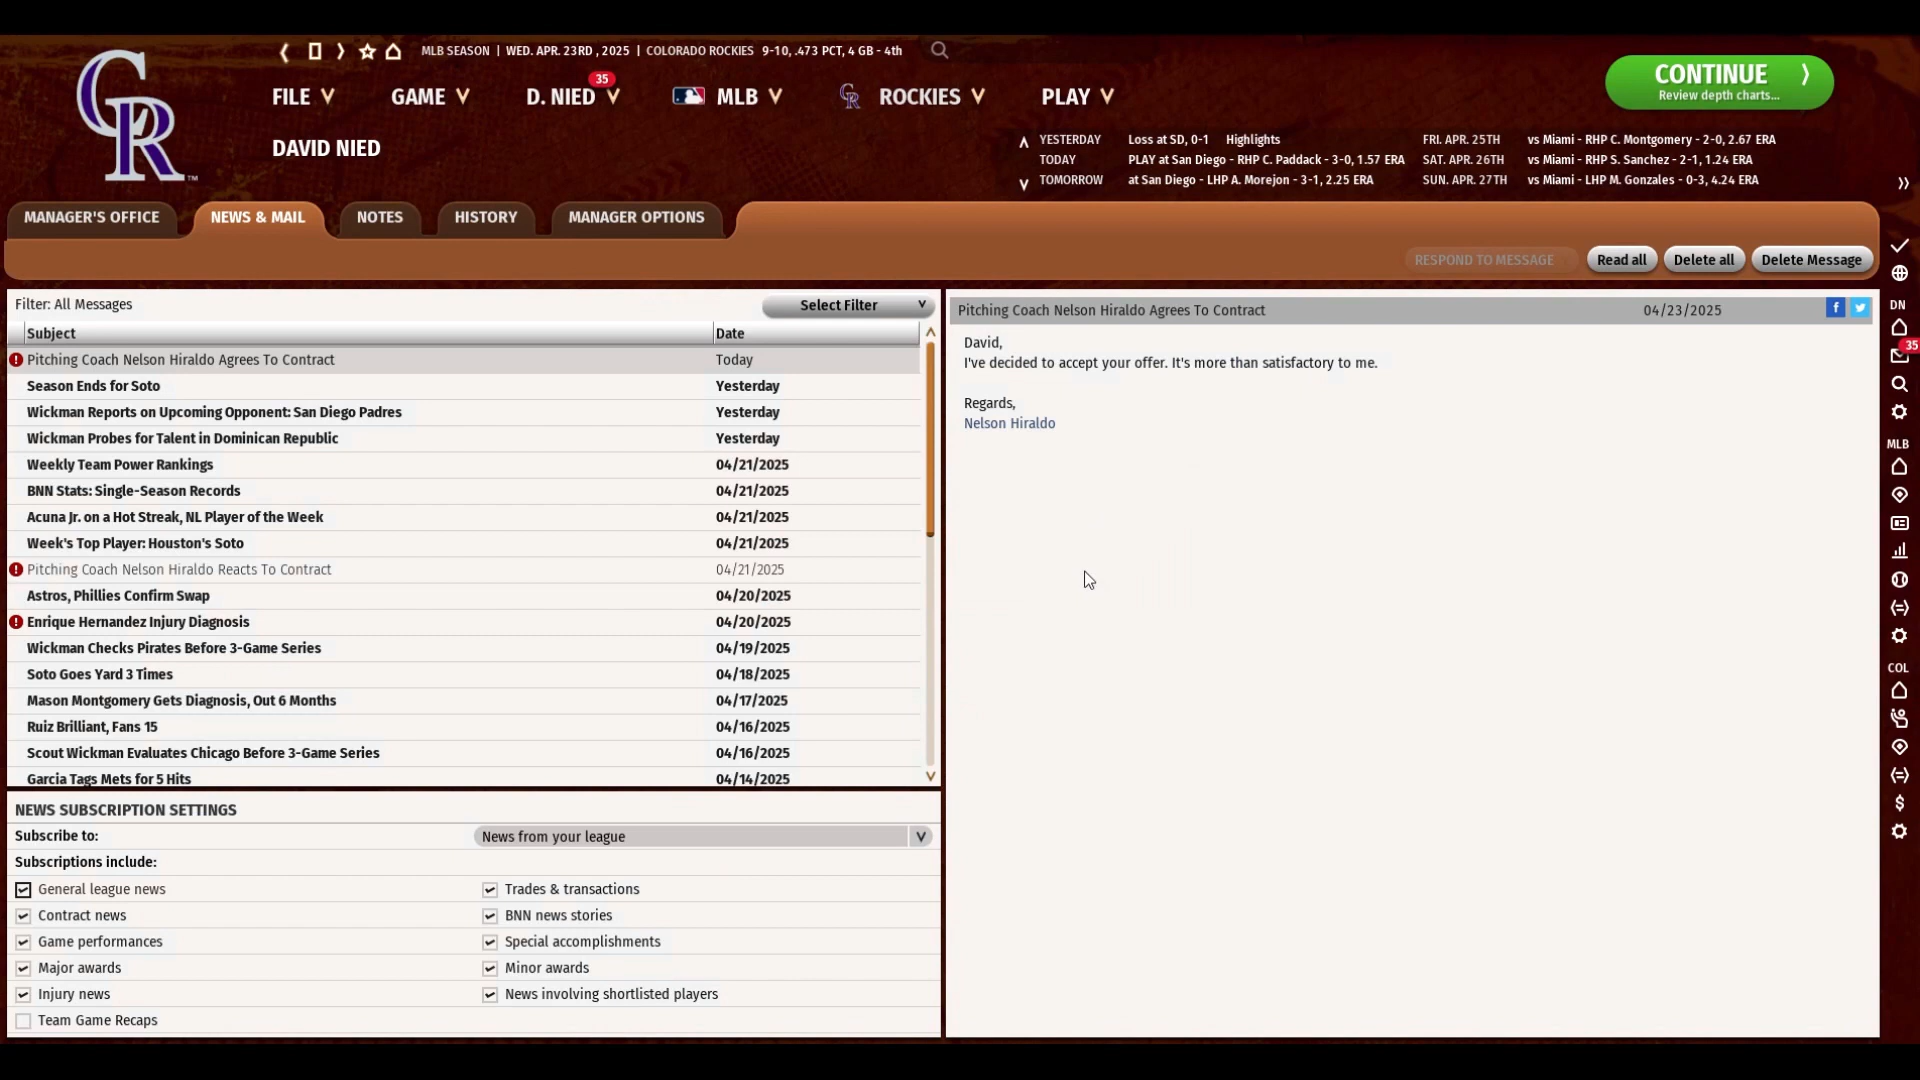 MLB SEASON | WED. APR. 23RD , 2025 | COLORADO ROCKIES 9-10, .473 PCT, 4 GB - 4th
CONTINUE
Review depth charts...
35
FILE GAME D. NIED MLB ROCKIES PLAY
CR
™
DAVID NIED
YESTERDAY Loss at SD, 0-1 Highlights FRI. APR. 25TH vs Miami - RHP C. Montgomery - 2-0, 2.67 ERA
TODAY PLAY at San Diego - RHP C. Paddack - 3-0, 1.57 ERA SAT. APR. 26TH vs Miami - RHP S. Sanchez - 2-1, 1.24 ERA
TOMORROW at San Diego - LHP A. Morejon - 3-1, 2.25 ERA SUN. APR. 27TH vs Miami - LHP M. Gonzales - 0-3, 4.24 ERA
MANAGER'S OFFICE NEWS & MAIL NOTES HISTORY MANAGER OPTIONS
RESPOND TO MESSAGE Read all Delete all Delete Message
Filter: All Messages Select Filter
Subject Date
Pitching Coach Nelson Hiraldo Agrees To Contract Today
Season Ends for Soto Yesterday
Wickman Reports on Upcoming Opponent: San Diego Padres Yesterday
Wickman Probes for Talent in Dominican Republic Yesterday
Weekly Team Power Rankings 04/21/2025
BNN Stats: Single-Season Records 04/21/2025
Acuna Jr. on a Hot Streak, NL Player of the Week 04/21/2025
Week's Top Player: Houston's Soto 04/21/2025
Pitching Coach Nelson Hiraldo Reacts To Contract 04/21/2025
Astros, Phillies Confirm Swap 04/20/2025
Enrique Hernandez Injury Diagnosis 04/20/2025
Wickman Checks Pirates Before 3-Game Series 04/19/2025
Soto Goes Yard 3 Times 04/18/2025
Mason Montgomery Gets Diagnosis, Out 6 Months 04/17/2025
Ruiz Brilliant, Fans 15 04/16/2025
Scout Wickman Evaluates Chicago Before 3-Game Series 04/16/2025
Garcia Tags Mets for 5 Hits 04/14/2025
NEWS SUBSCRIPTION SETTINGS
Subscribe to: News from your league
Subscriptions include:
General league news Trades & transactions
Contract news BNN news stories
Game performances Special accomplishments
Major awards Minor awards
Injury news News involving shortlisted players
Team Game Recaps
Pitching Coach Nelson Hiraldo Agrees To Contract 04/23/2025
David,
I've decided to accept your offer. It's more than satisfactory to me.
Regards,
Nelson Hiraldo
DN
35
MLB
COL